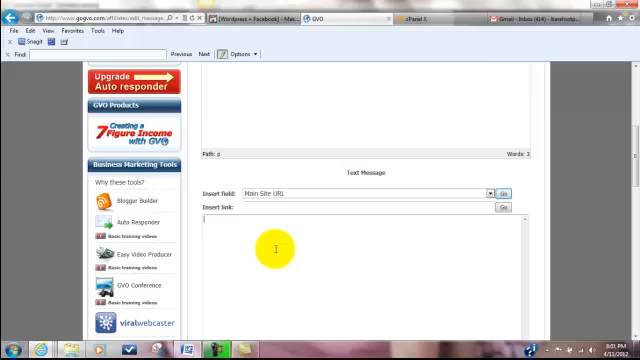 http://www.gogvo.com/affiliates/edit_message.
[Wordpress + Facebook] - Mak...
GVO
cPanel X
Gmail - Inbox (414) - barefootp...
File Edit View Favorites Tools Help
Snagit
Find:
Previous Next Options
Upgrade
Auto responder
GVO Products
Creating a
7 Figure Income
with GVO
Business Marketing Tools
Why these tools?
Blogger Builder
Auto Responder
Basic training videos
Easy Video Producer
Basic training videos
GVO Conference
Basic training videos
viralwebcaster
Path: p
Words: 3
Text Message
Insert field: Main Site URL Go
Insert link: Go
8:01 PM
4/11/2012